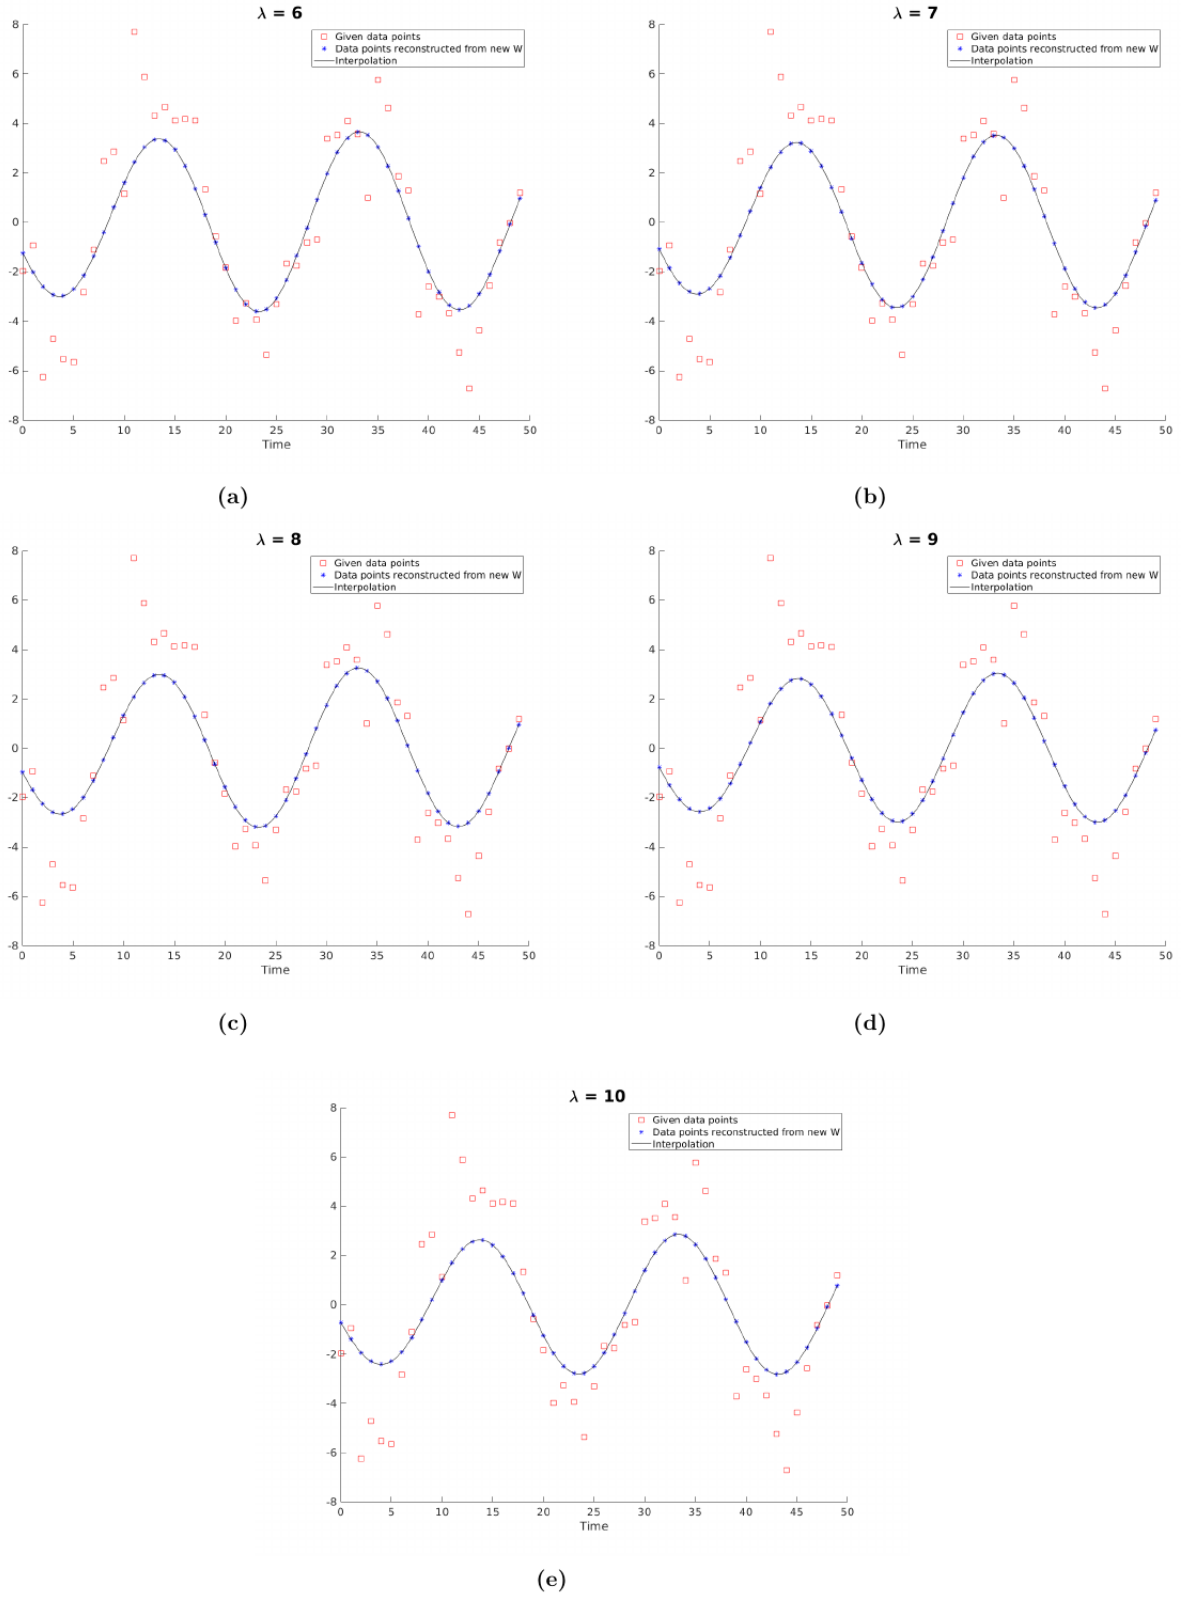 λ = 6
Given data points
Data points reconstructed from new W
Interpolation
8
6
4
2
0
-2
-4
-6
-8
0 5 10 15 20 25 30 35 40 45 50
Time
(a)
λ = 7
Given data points
Data points reconstructed from new W
Interpolation
8
6
4
2
0
-2
-4
-6
-8
0 5 10 15 20 25 30 35 40 45 50
Time
(b)
λ = 8
Given data points
Data points reconstructed from new W
Interpolation
8
6
4
2
0
-2
-4
-6
-8
0 5 10 15 20 25 30 35 40 45 50
Time
(c)
λ = 9
Given data points
Data points reconstructed from new W
Interpolation
8
6
4
2
0
-2
-4
-6
-8
0 5 10 15 20 25 30 35 40 45 50
Time
(d)
λ = 10
Given data points
Data points reconstructed from new W
Interpolation
8
6
4
2
0
-2
-4
-6
-8
0 5 10 15 20 25 30 35 40 45 50
Time
(e)